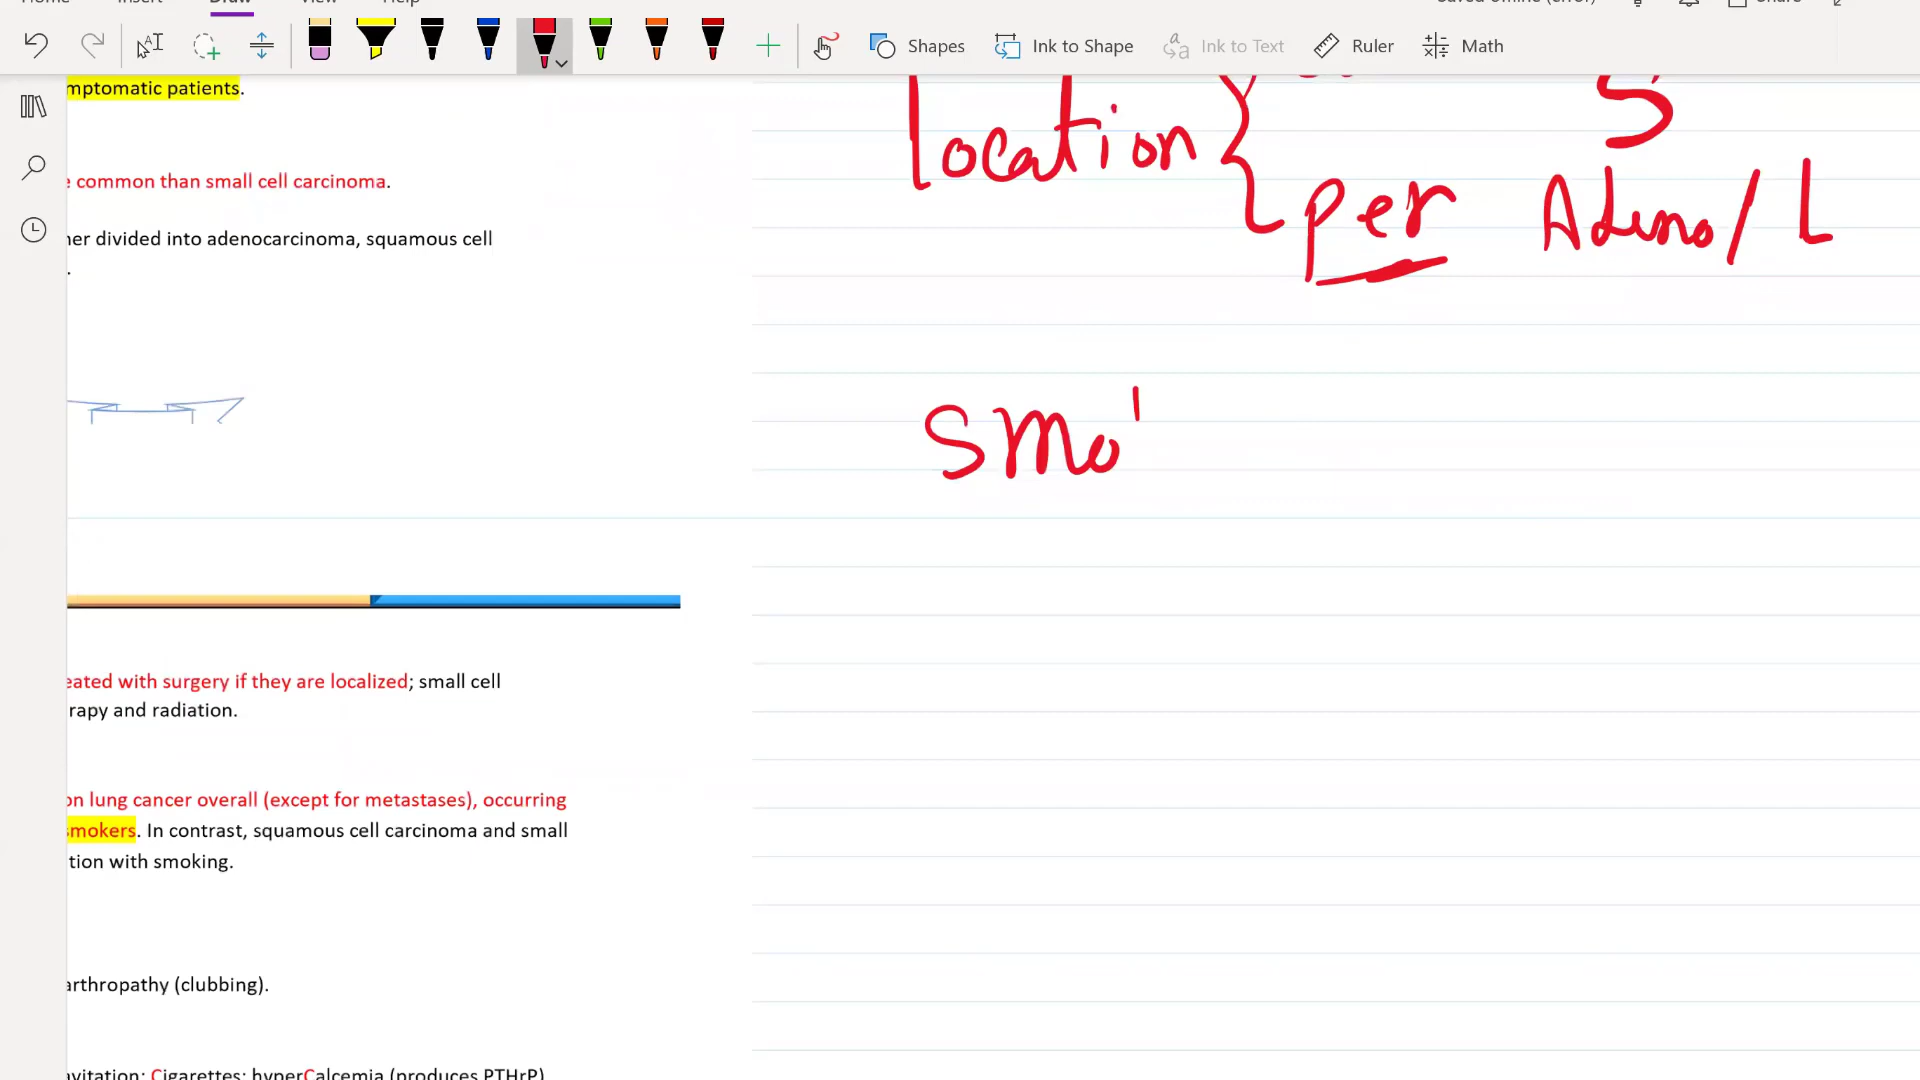 Shapes
Ink to Shape
Ink to Text
Ruler
Math
mptomatic patients.
e common than small cell carcinoma.
er divided into adenocarcinoma, squamous cell
eated with surgery if they are localized; small cell
rapy and radiation.
on lung cancer overall (except for metastases), occurring
smokers. In contrast, squamous cell carcinoma and small
tion with smoking.
arthropathy (clubbing).
avitation; Cigarettes; hyperCalcemia (produces PTHrP)
location
per Adeno/ L
SMo